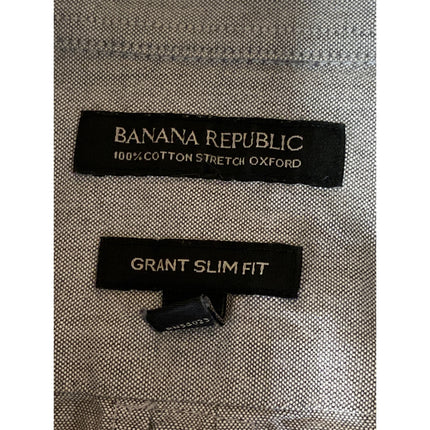 BANANA REPUBLIC
100% COTTON STRETCH OXFORD
GRANT SLIM FIT